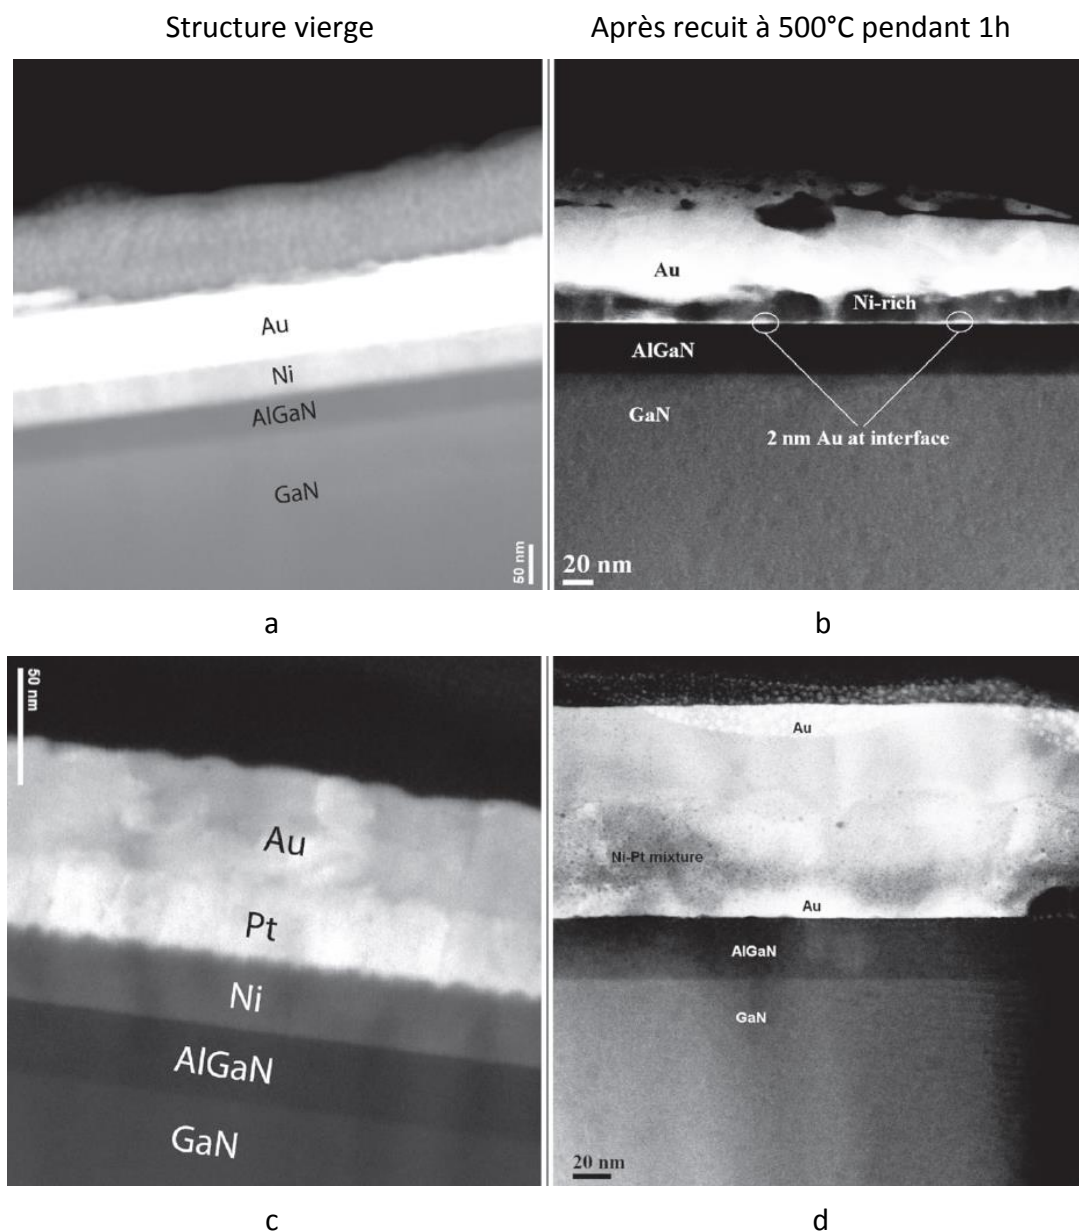 Structure vierge
Après recuit à 500°C pendant 1h
Au
Ni
AlGaN
GaN
50 nm
Au
Ni-rich
AlGaN
GaN
2 nm Au at interface
20 nm
a
b
50 nm
Au
Pt
Ni
AlGaN
GaN
Au
Ni-Pt mixture
Au
AlGaN
GaN
20 nm
c
d